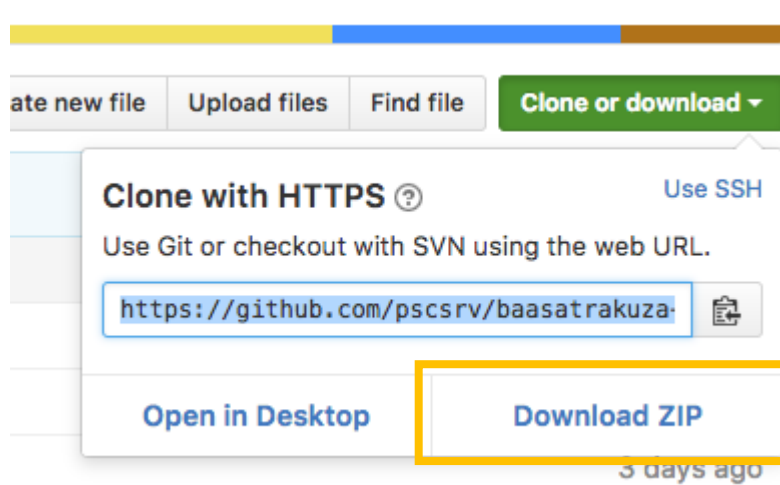 ate new file Upload files Find file Clone or download
Clone with HTTPS Use SSH
Use Git or checkout with SVN using the web URL.
https://github.com/pscsrv/baasatrakuza-
Open in Desktop Download ZIP
3 days ago